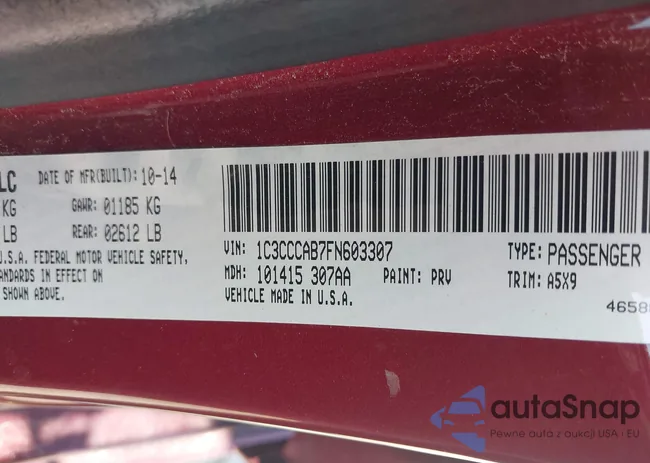 LC DATE OF MFR(BUILT): 10-14
KG GAWR: 01185 KG
LB REAR: 02612 LB
U.S.A. FEDERAL MOTOR VEHICLE SAFETY,
ANDARDS IN EFFECT ON
SHOWN ABOVE.
VIN: 1C3CCCAB7FN603307 TYPE: PASSENGER
MDH: 101415 307AA PAINT: PRV TRIM: A5X9
VEHICLE MADE IN U.S.A.
4658
autaSnap
Pewne auta z aukcji USA i EU